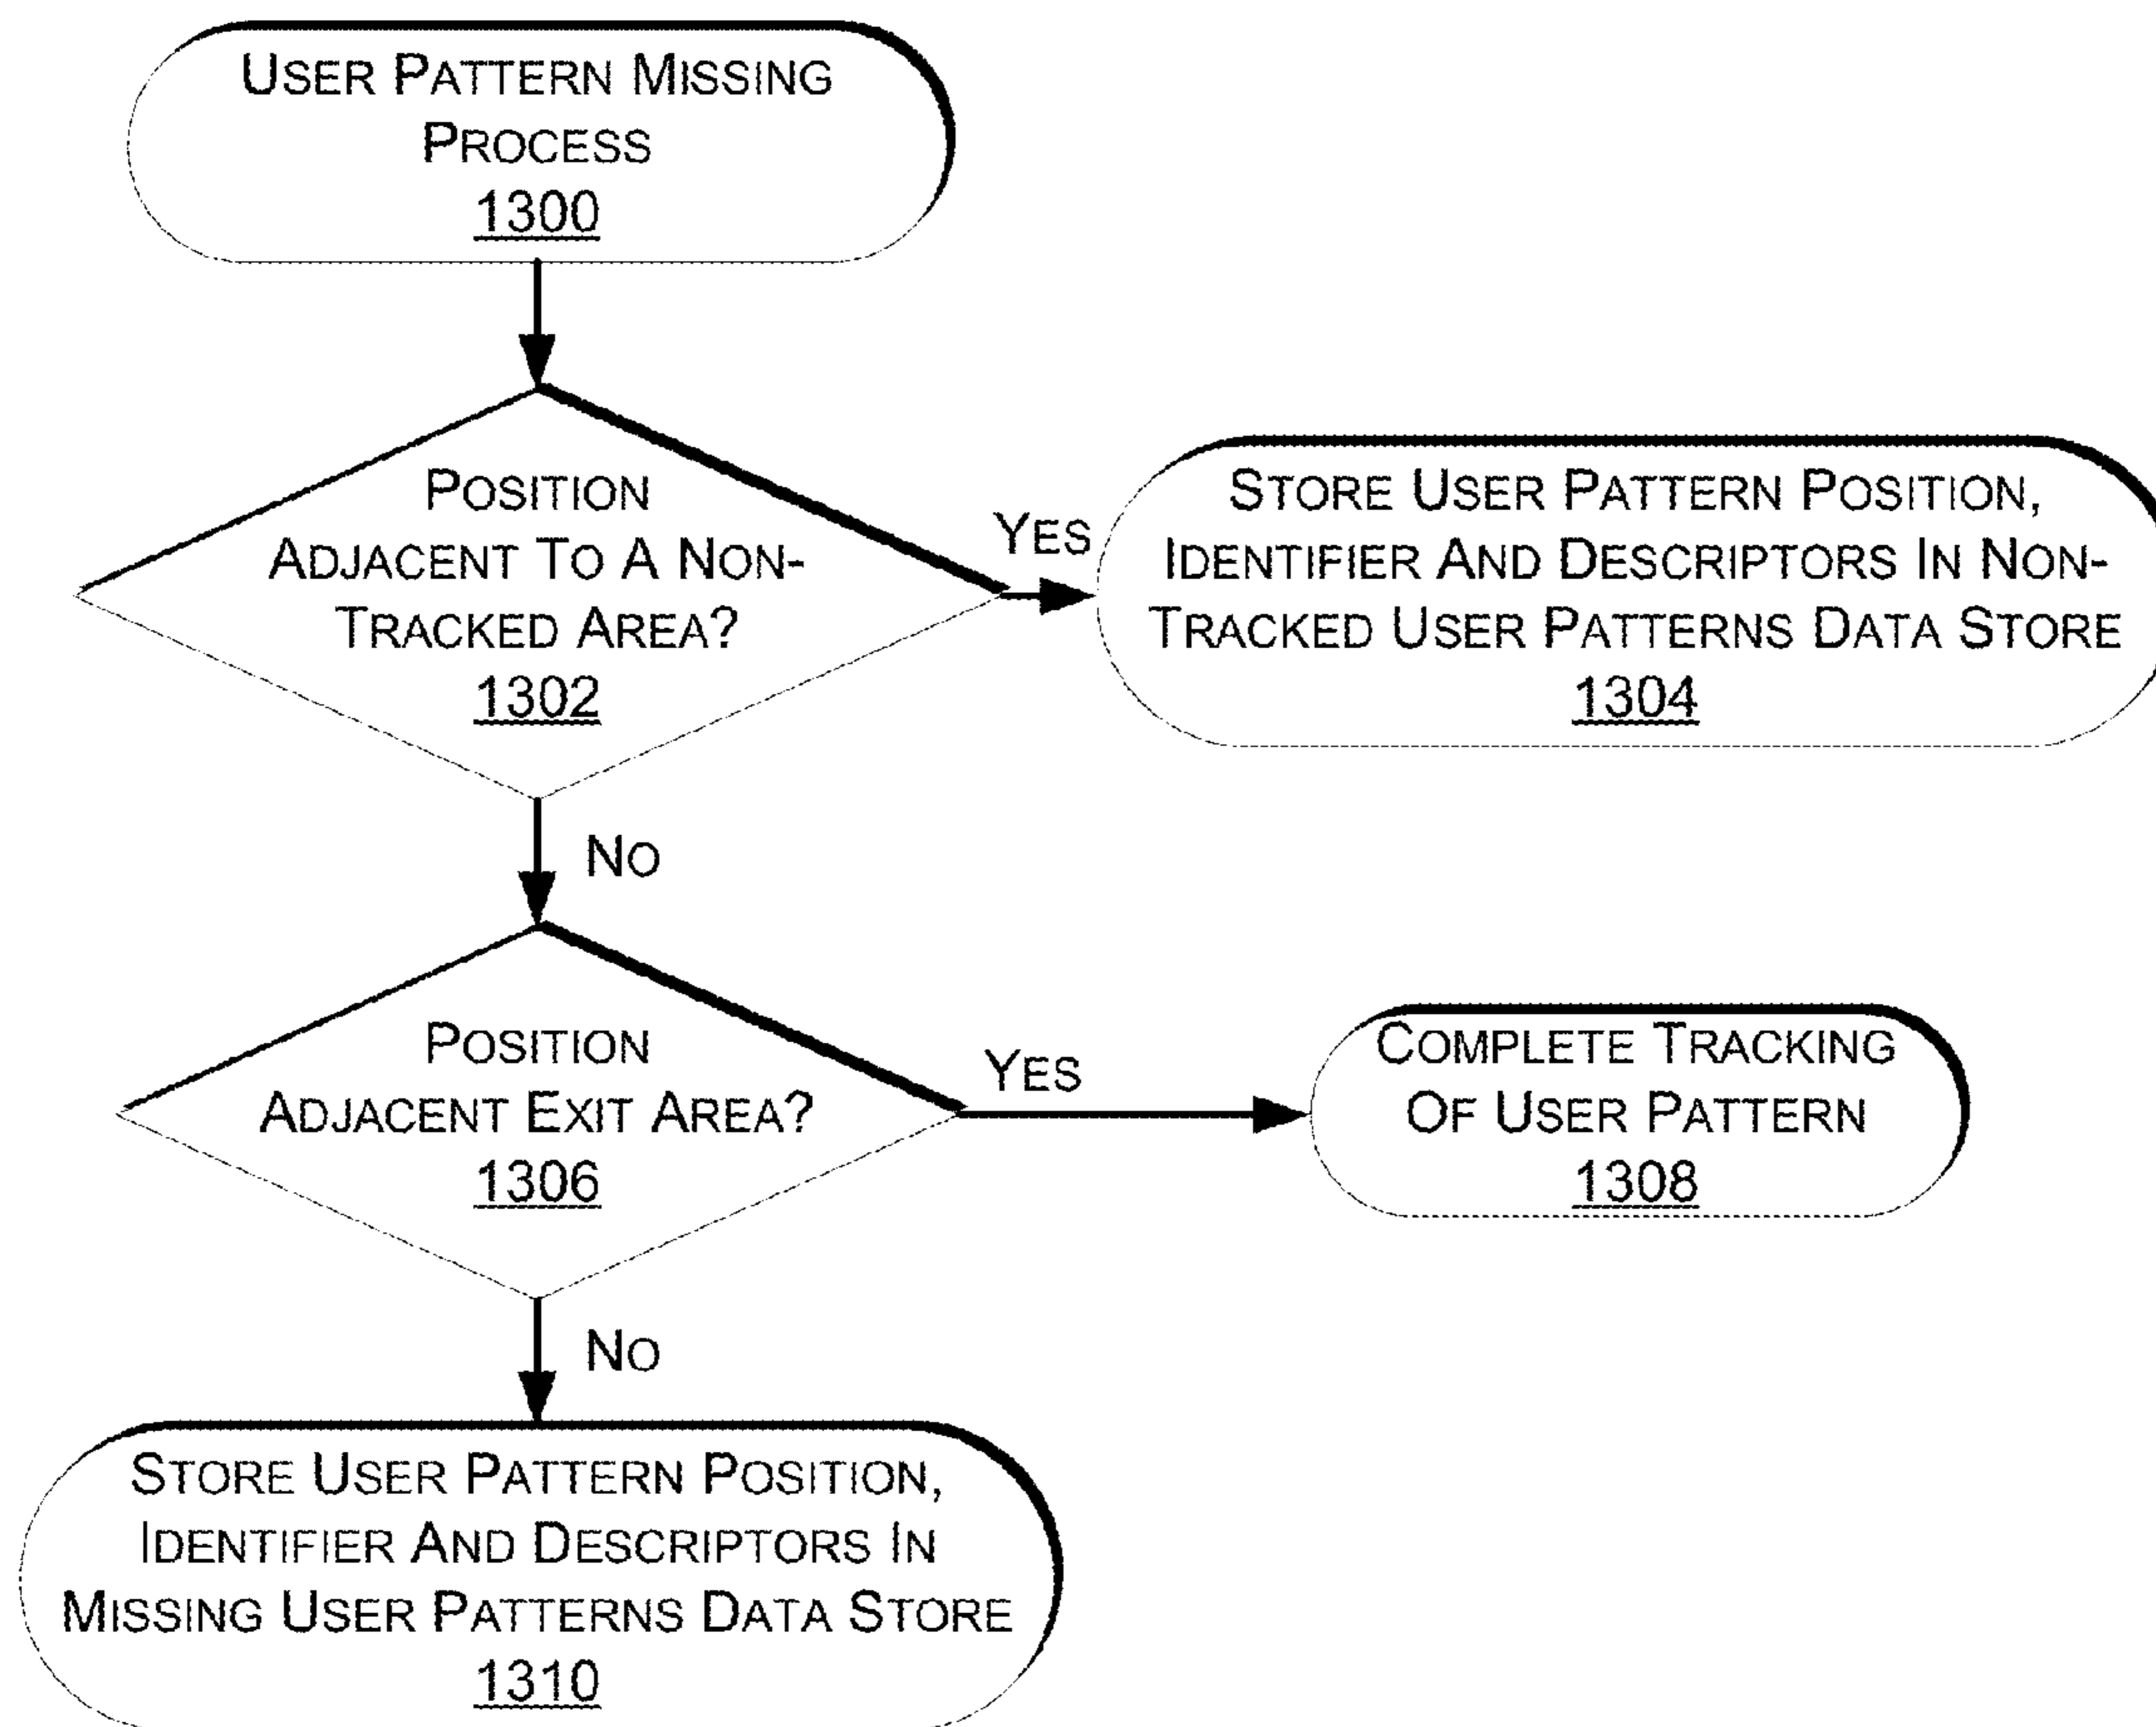 USER PATTERN MISSING
PROCESS
1300
POSITION
ADJACENT TO A NON-
TRACKED AREA?
1302
YES
STORE USER PATTERN POSITION,
IDENTIFIER AND DESCRIPTORS IN NON-
TRACKED USER PATTERNS DATA STORE
1304
NO
POSITION
ADJACENT EXIT AREA?
1306
YES
COMPLETE TRACKING
OF USER PATTERN
1308
NO
STORE USER PATTERN POSITION,
IDENTIFIER AND DESCRIPTORS IN
MISSING USER PATTERNS DATA STORE
1310